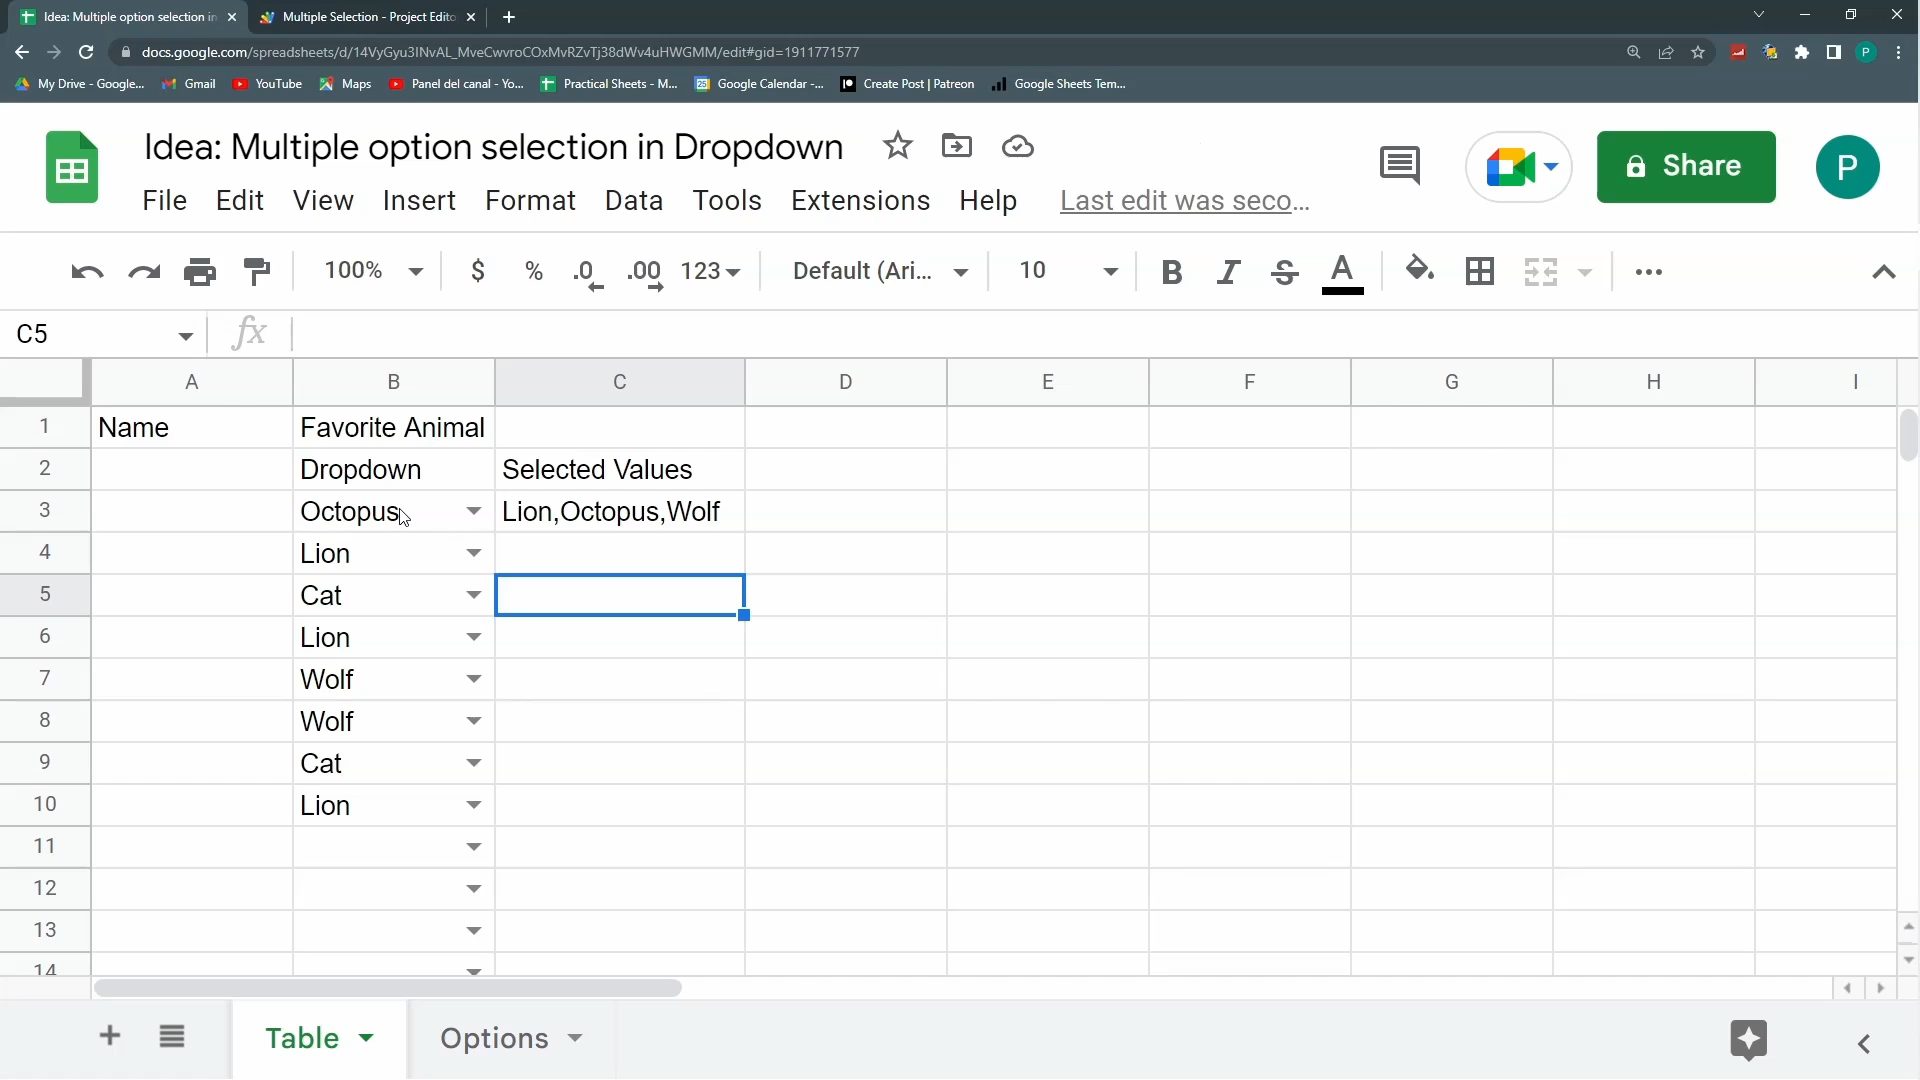 Idea: Multiple option selection in
Multiple Selection - Project Edito
docs.google.com/spreadsheets/d/14VyGyu3INvAL_MveCwvroCOxMvRZvTj38dWv4uHWGMM/edit#gid=1911771577
P
My Drive - Google...
Gmail
YouTube
Maps
Panel del canal - Yo...
Practical Sheets - M...
Google Calendar -...
Create Post | Patreon
Google Sheets Tem...
Idea: Multiple option selection in Dropdown
Share
P
File Edit View Insert Format Data Tools Extensions Help Last edit was seco...
100% $ % .0 .00 123 Default (Ari... 10 B I S A
C5 fx
A B C D E F G H I
1 Name Favorite Animal
2 Dropdown Selected Values
3 Octopus Lion,Octopus,Wolf
4 Lion
5 Cat
6 Lion
7 Wolf
8 Wolf
9 Cat
10 Lion
11
12
13
14
Table Options